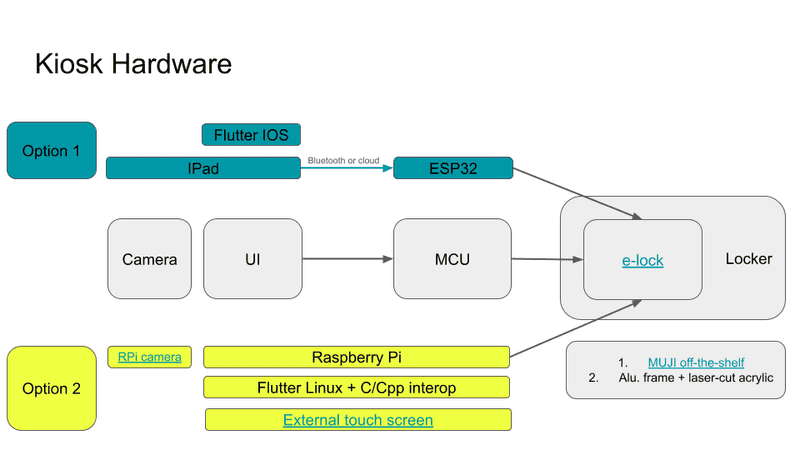 Kiosk Hardware
Option 1
Flutter IOS
IPad
Bluetooth or cloud
ESP32
Camera
UI
MCU
e-lock
Locker
Option 2
RPi camera
Raspberry Pi
Flutter Linux + C/Cpp interop
External touch screen
1. MUJI off-the-shelf
2. Alu. frame + laser-cut acrylic